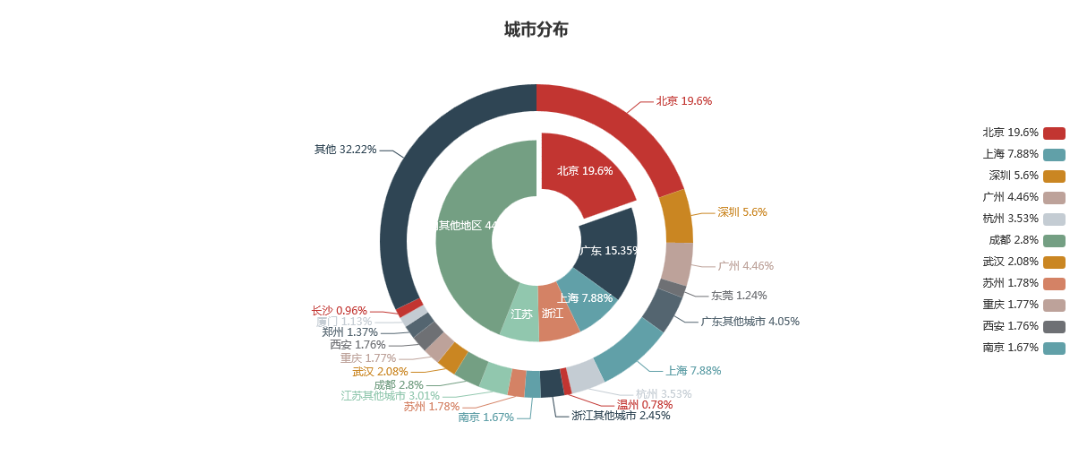 城市分布
北京 19.6%
深圳 5.6%
广州 4.46%
东莞 1.24%
广东其他城市 4.05%
上海 7.88%
杭州 3.53%
温州 0.78%
浙江其他城市 2.45%
南京 1.67%
苏州 1.78%
江苏其他城市 3.01%
成都 2.8%
武汉 2.08%
重庆 1.77%
西安 1.76%
郑州 1.37%
厦门 1.13%
长沙 0.96%
其他 32.22%
北京 19.6%
广东 15.35%
上海 7.88%
浙江
江苏
其他地区 44
北京 19.6%
上海 7.88%
深圳 5.6%
广州 4.46%
杭州 3.53%
成都 2.8%
武汉 2.08%
苏州 1.78%
重庆 1.77%
西安 1.76%
南京 1.67%